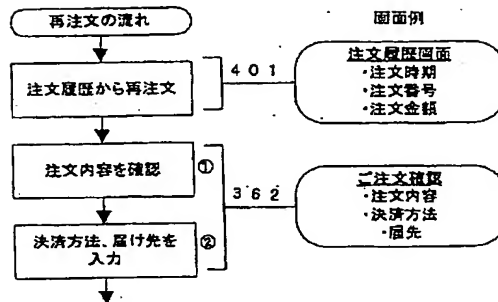 再注文の流れ
画面例
注文履歴から再注文
401
注文履歴画面
・注文時期
・注文番号
・注文金額
注文内容を確認
①
362
ご注文確認
・注文内容
・決済方法
・届先
決済方法、届け先を
入力
②